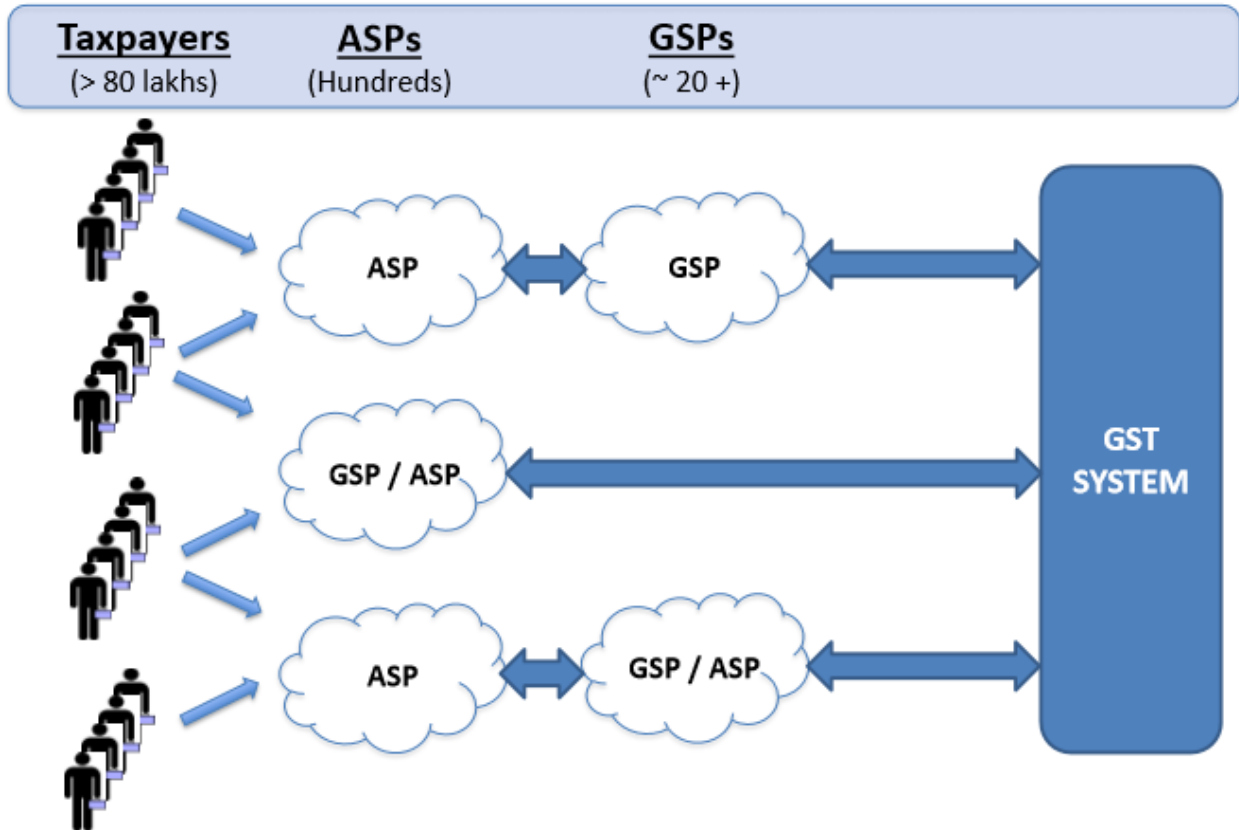 Taxpayers
(> 80 lakhs)
ASPs
(Hundreds)
GSPs
(~ 20 +)
ASP
GSP
GSP / ASP
GST
SYSTEM
ASP
GSP / ASP